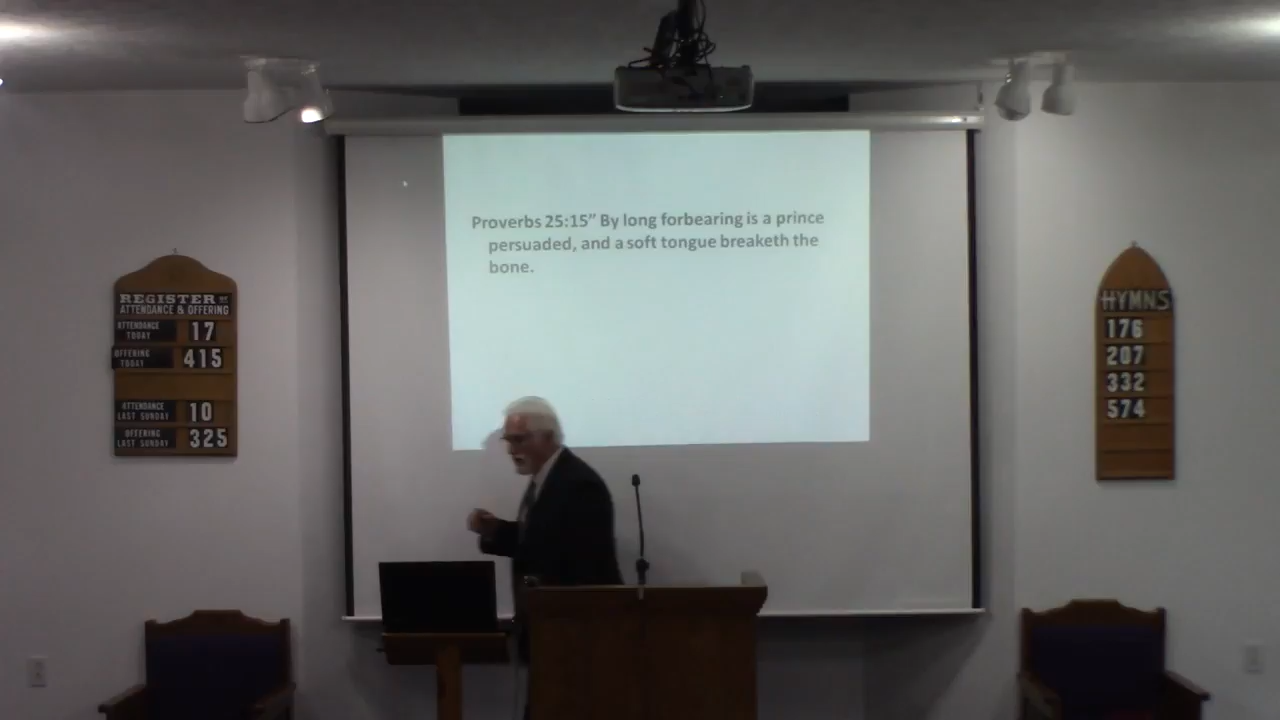 Proverbs 25:15” By long forbearing is a prince
persuaded, and a soft tongue breaketh the
bone.
REGISTER OF
ATTENDANCE & OFFERING
ATTENDANCE
TODAY 17
OFFERING
TODAY 415
ATTENDANCE
LAST SUNDAY 10
OFFERING
LAST SUNDAY 325
HYMNS
176
207
332
574